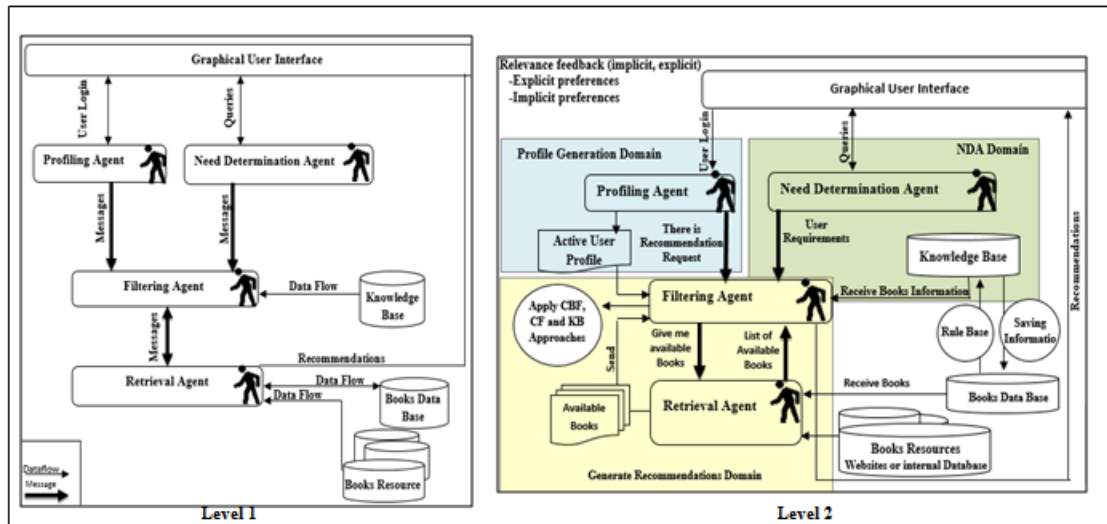 Graphical User Interface
User Login
Queries
Profiling Agent
Need Determination Agent
Messages
Messages
Filtering Agent
Data Flow
Knowledge
Base
Messages
Recommendations
Retrieval Agent
Data Flow
Data Flow
Books Data
Base
Books Resource
Dataflow
Message
Level 1
Relevance feedback (implicit, explicit)
-Explicit preferences
-Implicit preferences
Graphical User Interface
User Login
Queries
Profile Generation Domain
NDA Domain
Profiling Agent
Need Determination Agent
Active User
Profile
There is
Recommendation
Request
User
Requirements
Knowledge Base
Recommendations
Filtering Agent
Receive Books Information
Apply CBF,
CF and KB
Approaches
Send
Give me
available
Books
List of
Available
Books
Rule Base
Saving
Informatio
Retrieval Agent
Receive Books
Books Data Base
Available
Books
Books Resources
Websites or internal Database
Generate Recommendations Domain
Level 2